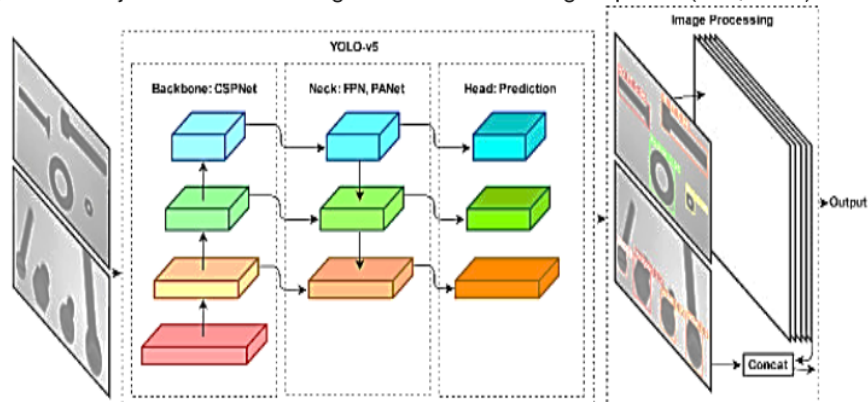 Image Processing
YOLO-v5
Backbone: CSPNet
Neck: FPN, PANet
Head: Prediction
Output
Concat